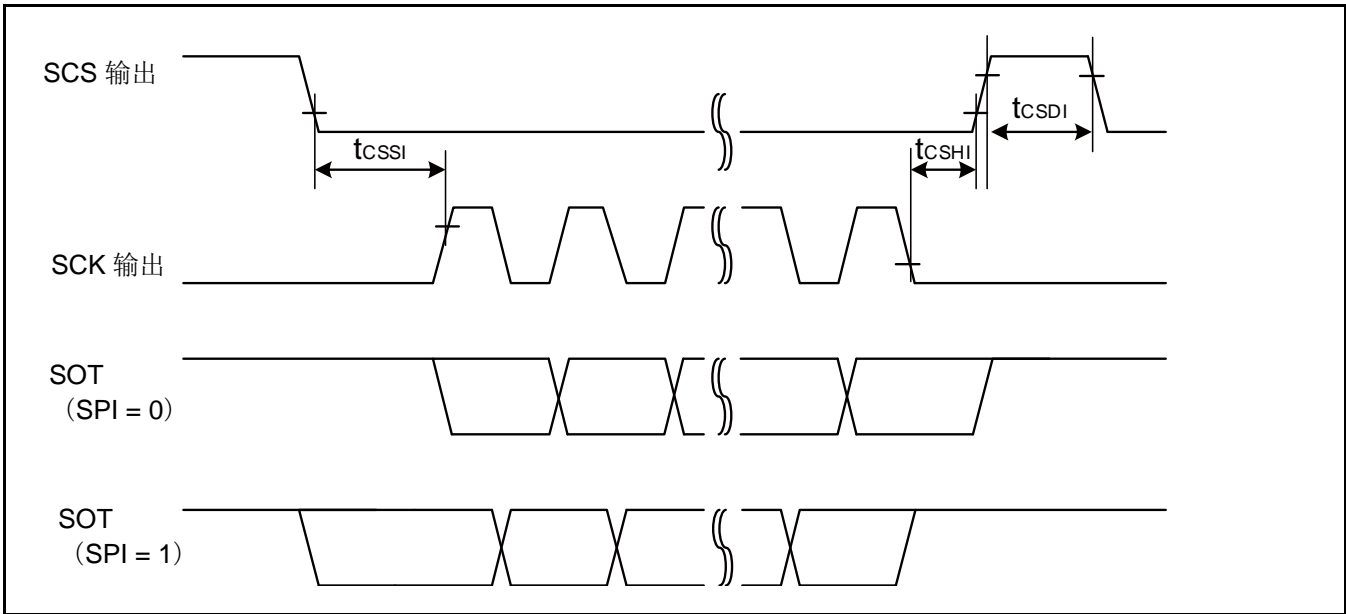 SCS 输出
tCSDI
tCSSI
tCSHI
SCK 输出
SOT
（SPI = 0）
SOT
（SPI = 1）